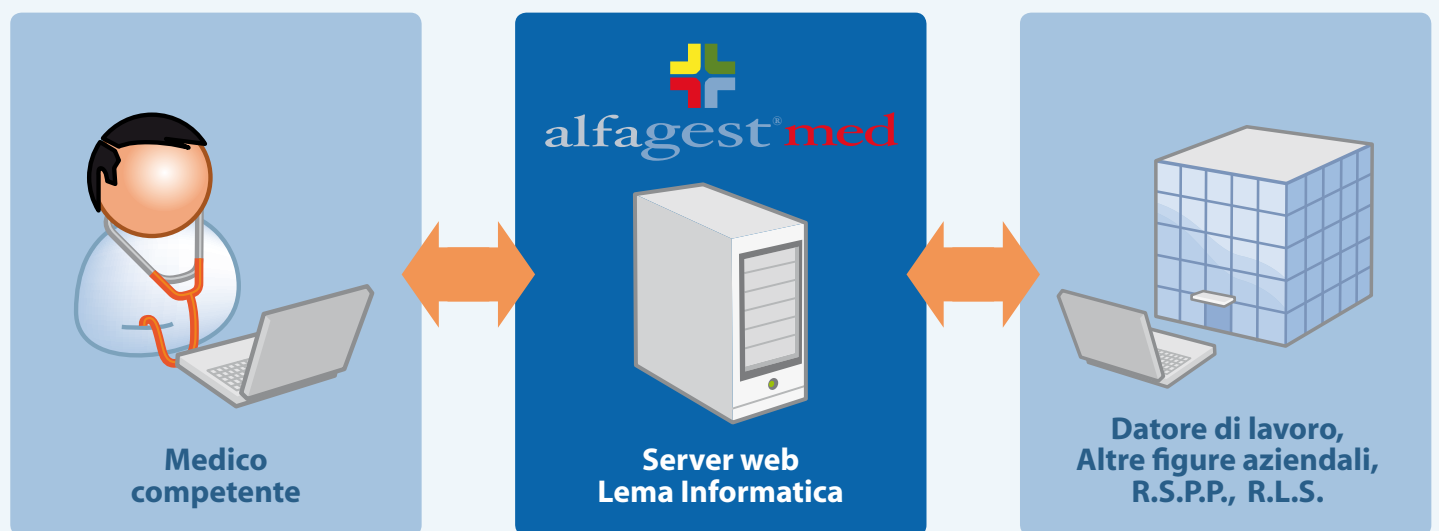 alfagest® med
Medico
competente
Server web
Lema Informatica
Datore di lavoro,
Altre figure aziendali,
R.S.P.P., R.L.S.